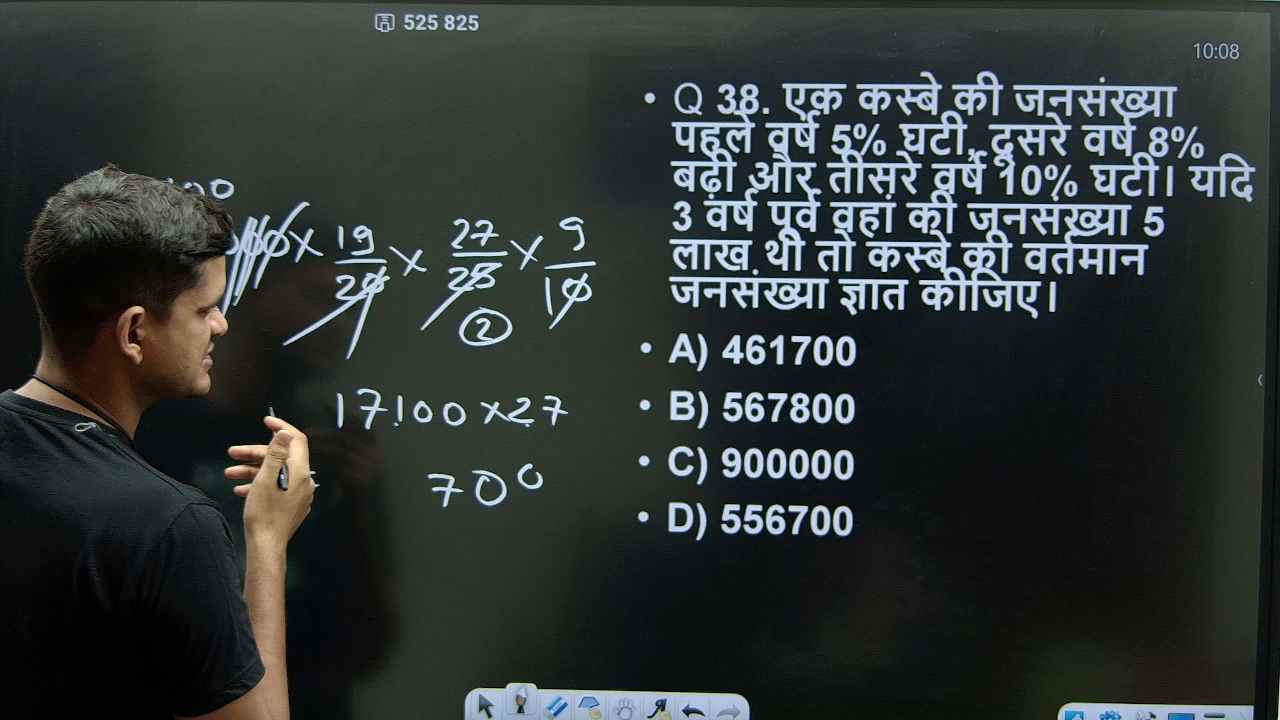 525 825
10:08
• Q 38. एक कस्बे की जनसंख्या
पहले वर्ष 5% घटी, दूसरे वर्ष 8%
बढ़ी और तीसरे वर्ष 10% घटी। यदि
3 वर्ष पूर्व वहां की जनसंख्या 5
लाख थी तो कस्बे की वर्तमान
जनसंख्या ज्ञात कीजिए।
• A) 461700
• B) 567800
• C) 900000
• D) 556700
× 19/20 × 27/25 × 9/10
2
17100 × 27
700